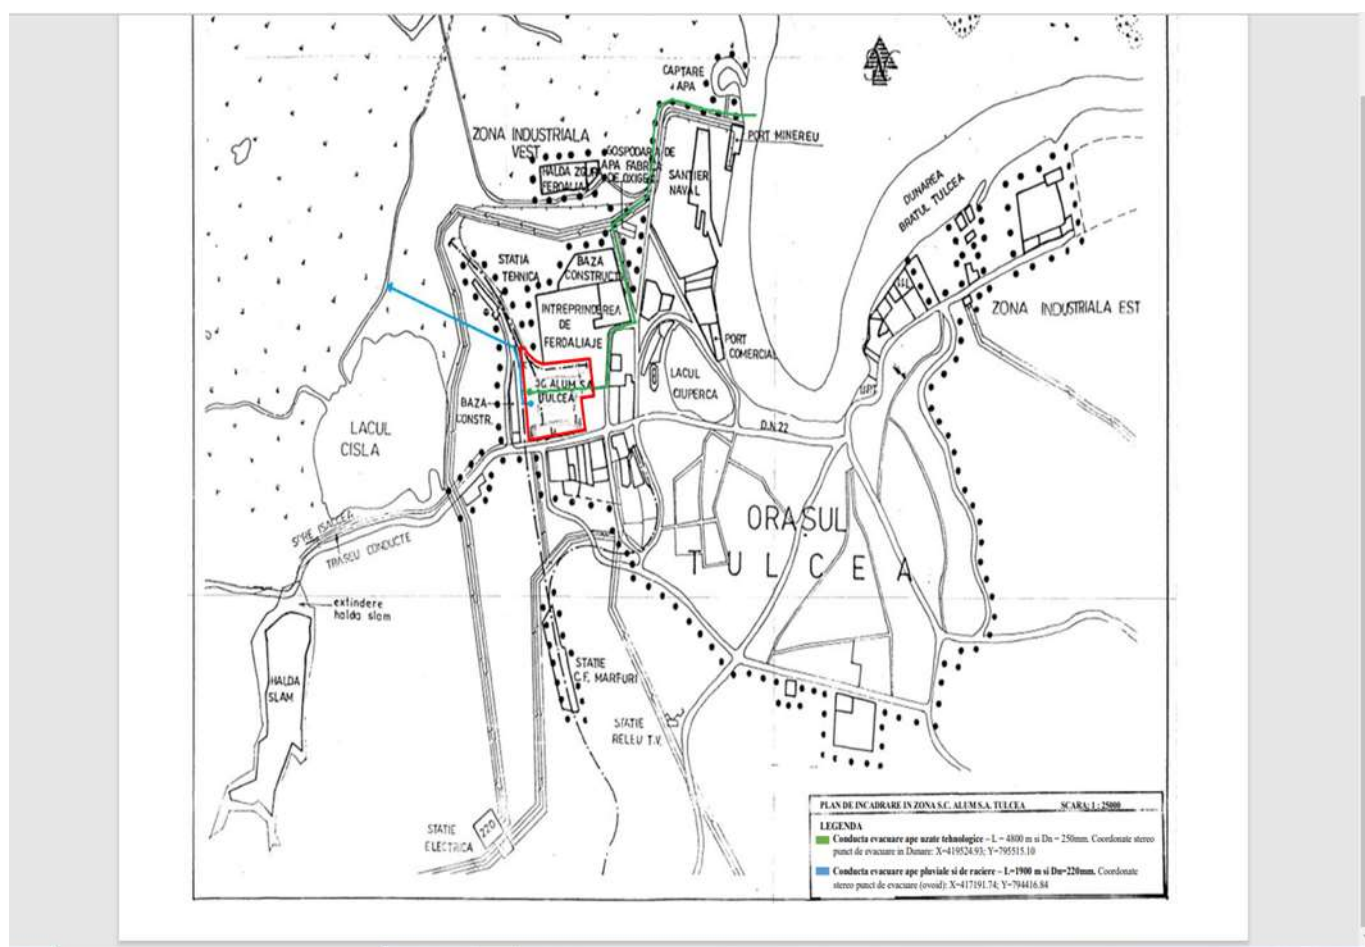 CAPTARE
APA
ZONA INDUSTRIALA
VEST
PORT MINEREU
GOSPODARIA DE
APA FABRICA
DE OXIGEN
HALDA ZGURA
FEROALIAJE
SANTIER
NAVAL
DUNAREA
BRATUL TULCEA
STATIA
TEHNICA
BAZA
CONSTRUCTII
INTREPRINDEREA
DE
FEROALIAJE
ZONA INDUSTRIALA EST
PORT
COMERCIAL
LACUL
CIUPERCA
ALUM S.A
TULCEA
BAZA
CONSTR.
D.N.22
LACUL
CISLA
ORAȘUL
TULCEA
SPRE ISACCEA
TRASEU CONDUCTE
extindere
halda slam
HALDA
SLAM
STATIE
C.F. MARFURI
STATIE
RELEU T.V.
STATIE
ELECTRICA
220
PLAN DE INCADRARE IN ZONA S.C. ALUM S.A. TULCEA SCARA: 1 : 25000
LEGENDA
Conducta evacuare ape uzate tehnologice – L = 4800 m si Dn = 250mm. Coordonate stereo
punct de evacuare in Dunare: X=419524.93; Y=795515.10
Conducta evacuare ape pluviale si de racire – L=1900 m si Dn=220mm. Coordonate
stereo punct de evacuare (ovoid): X=417191.74; Y=794416.84